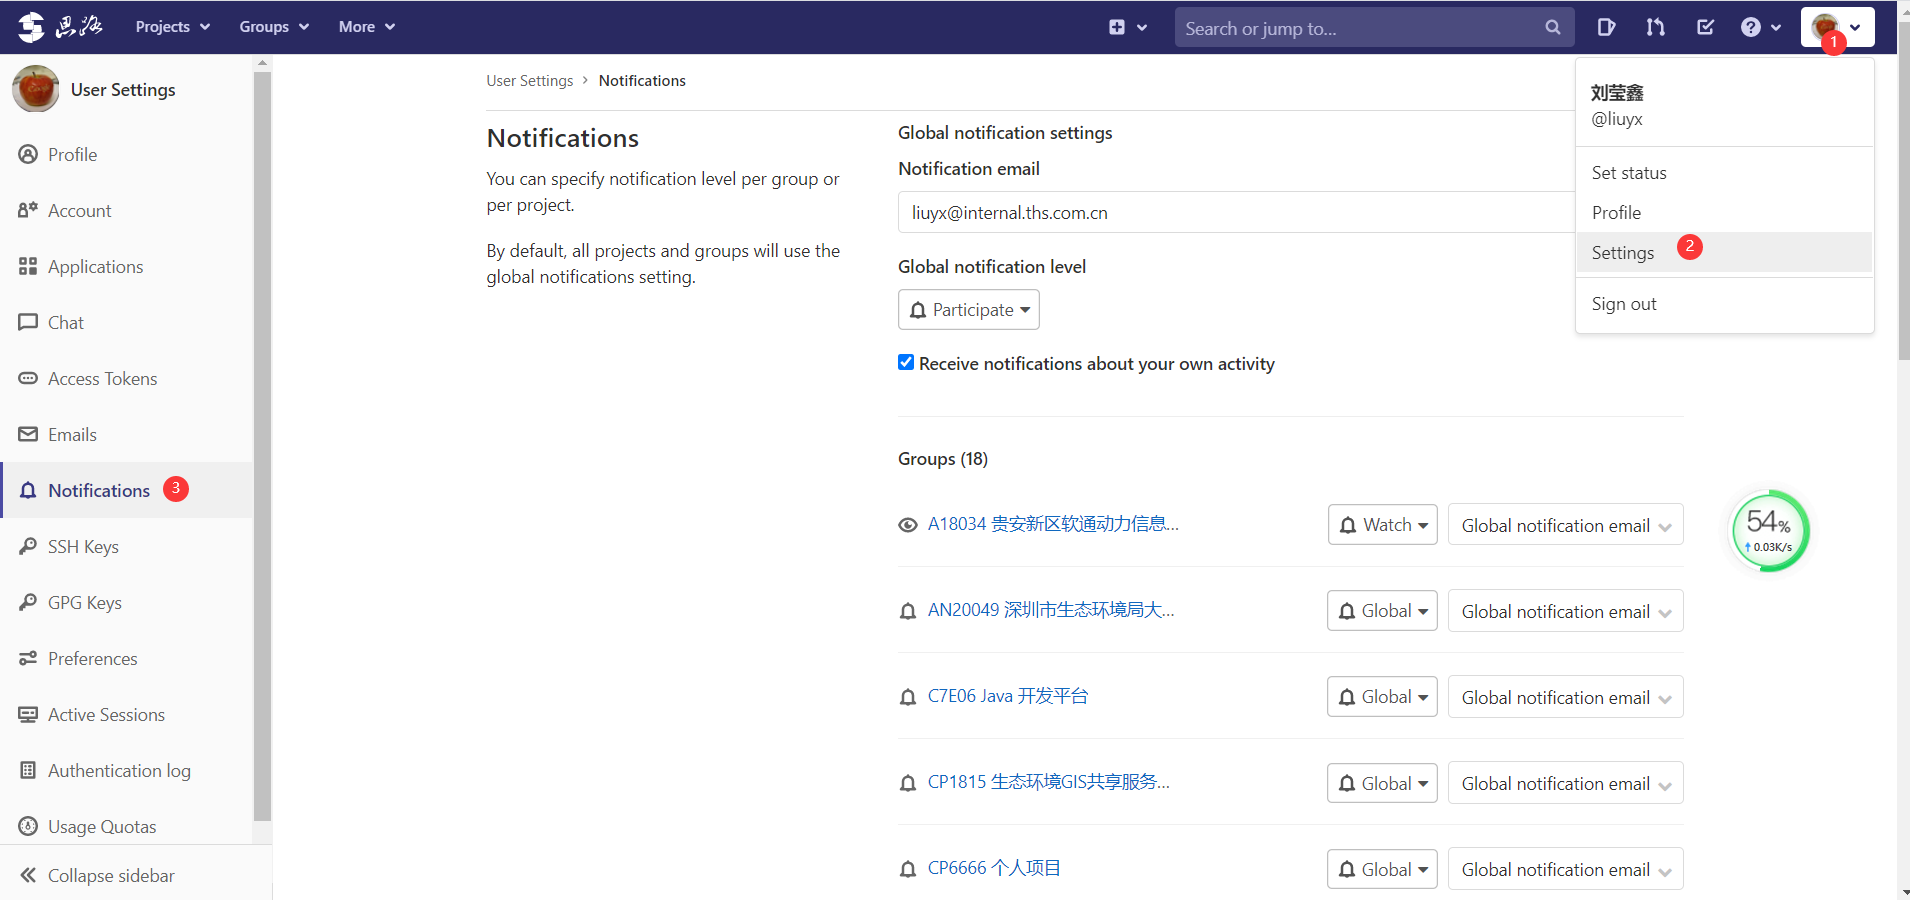 思路 Projects Groups More Search or jump to... 1
User Settings
Profile
Account
Applications
Chat
Access Tokens
Emails
Notifications 3
SSH Keys
GPG Keys
Preferences
Active Sessions
Authentication log
Usage Quotas
Collapse sidebar
User Settings > Notifications
Notifications
You can specify notification level per group or
per project.
By default, all projects and groups will use the
global notifications setting.
Global notification settings
Notification email
liuyx@internal.ths.com.cn
Global notification level
Participate
Receive notifications about your own activity
Groups (18)
A18034 贵安新区软通动力信息... Watch Global notification email
AN20049 深圳市生态环境局大... Global Global notification email
C7E06 Java 开发平台 Global Global notification email
CP1815 生态环境GIS共享服务... Global Global notification email
CP6666 个人项目 Global Global notification email
刘莹鑫
@liuyx
Set status
Profile
Settings 2
Sign out
54%
0.03K/s